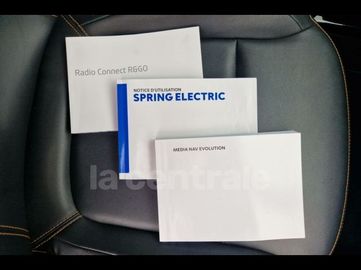 Radio Connect R&GO
NOTICE D'UTILISATION
SPRING ELECTRIC
MEDIA NAV EVOLUTION
la centrale